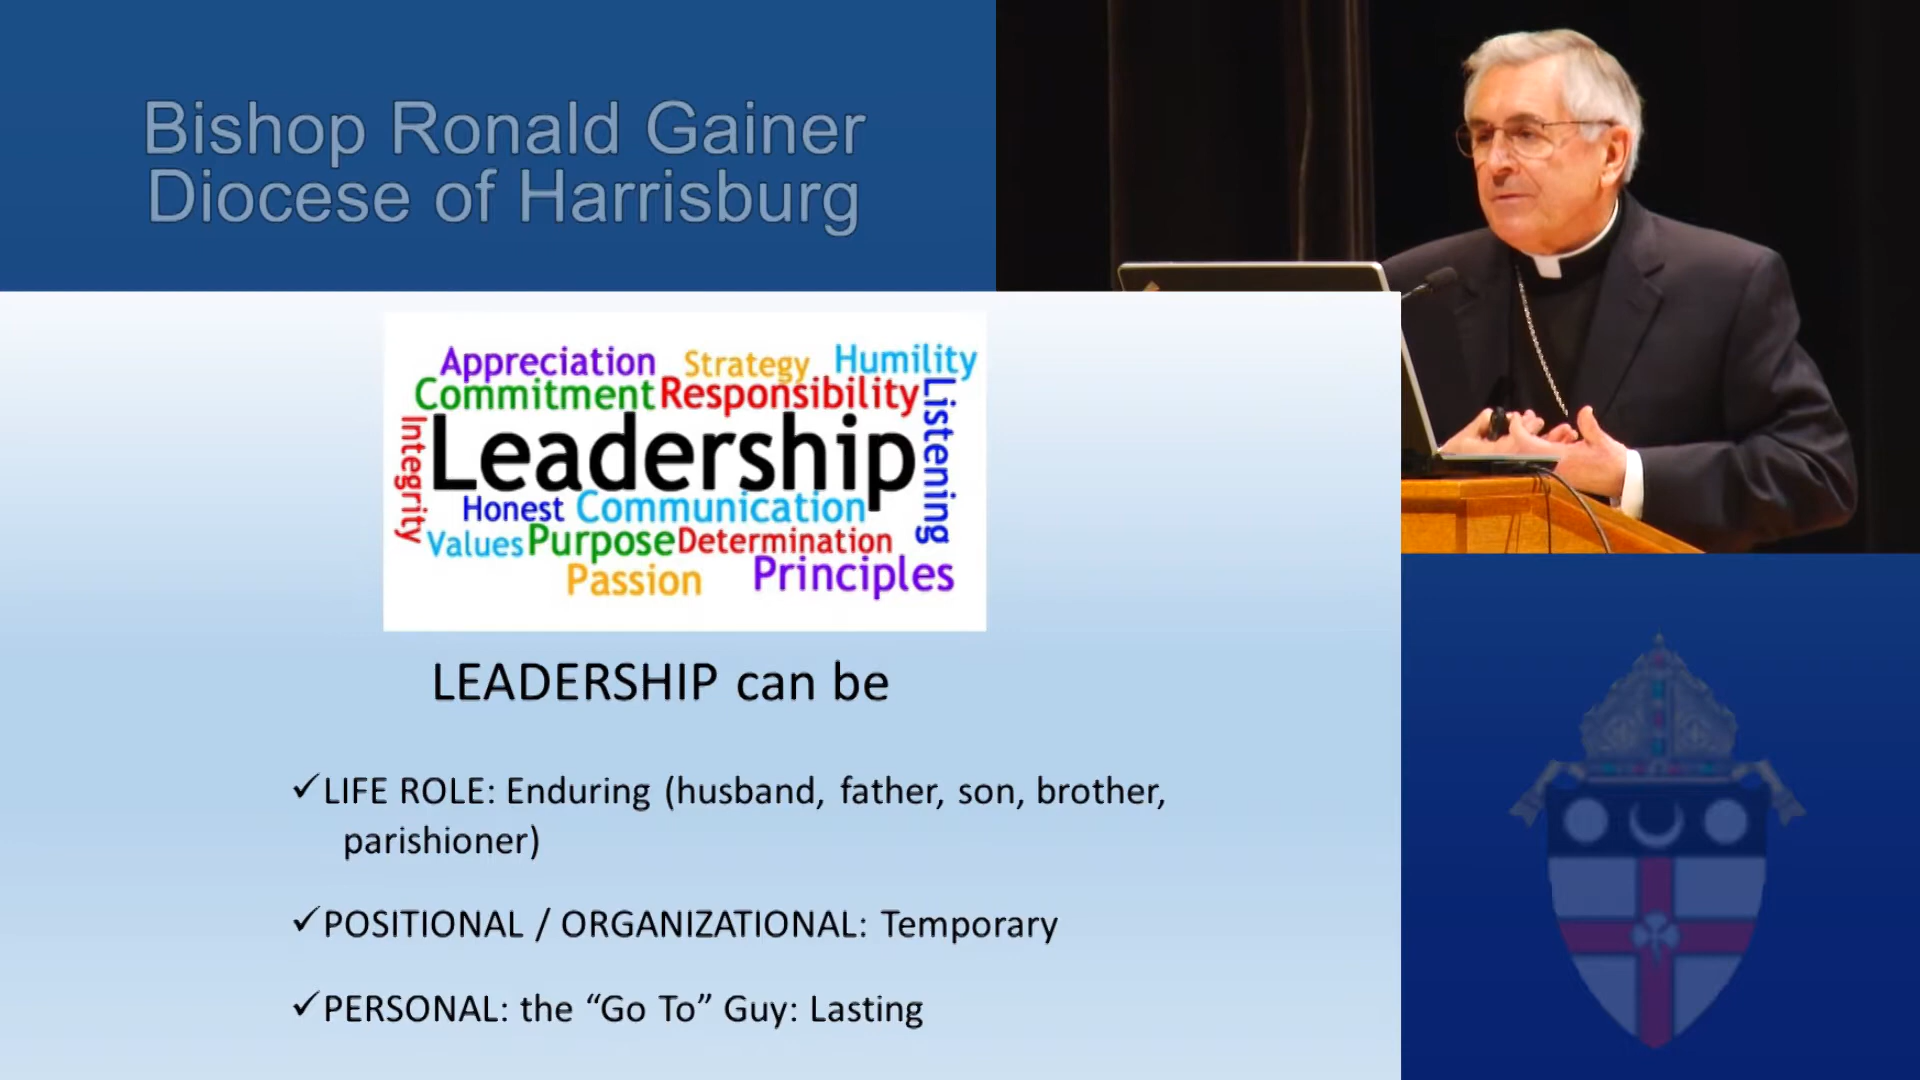 Bishop Ronald Gainer
Diocese of Harrisburg
Appreciation Strategy Humility
Commitment Responsibility
Listening
Integrity
Leadership
Honest Communication
Values Purpose Determination
Passion Principles
LEADERSHIP can be
✓LIFE ROLE: Enduring (husband, father, son, brother,
parishioner)
✓POSITIONAL / ORGANIZATIONAL: Temporary
✓PERSONAL: the “Go To” Guy: Lasting